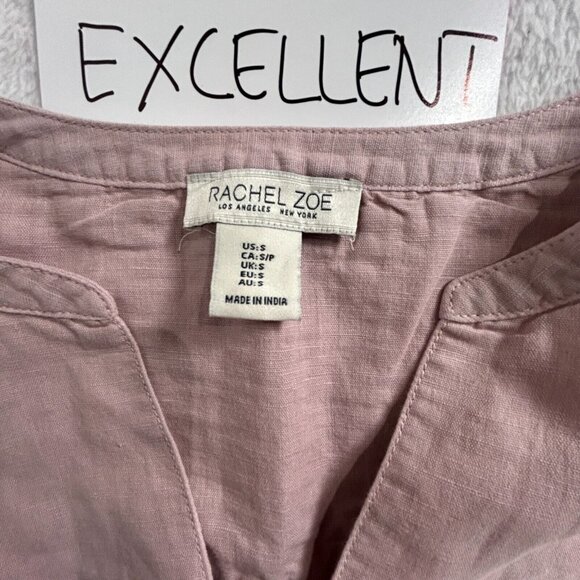 EXCELLENT
RACHEL ZOE
LOS ANGELES NEW YORK
US:S
CA:S/P
UK:S
EU:S
AU:S
MADE IN INDIA